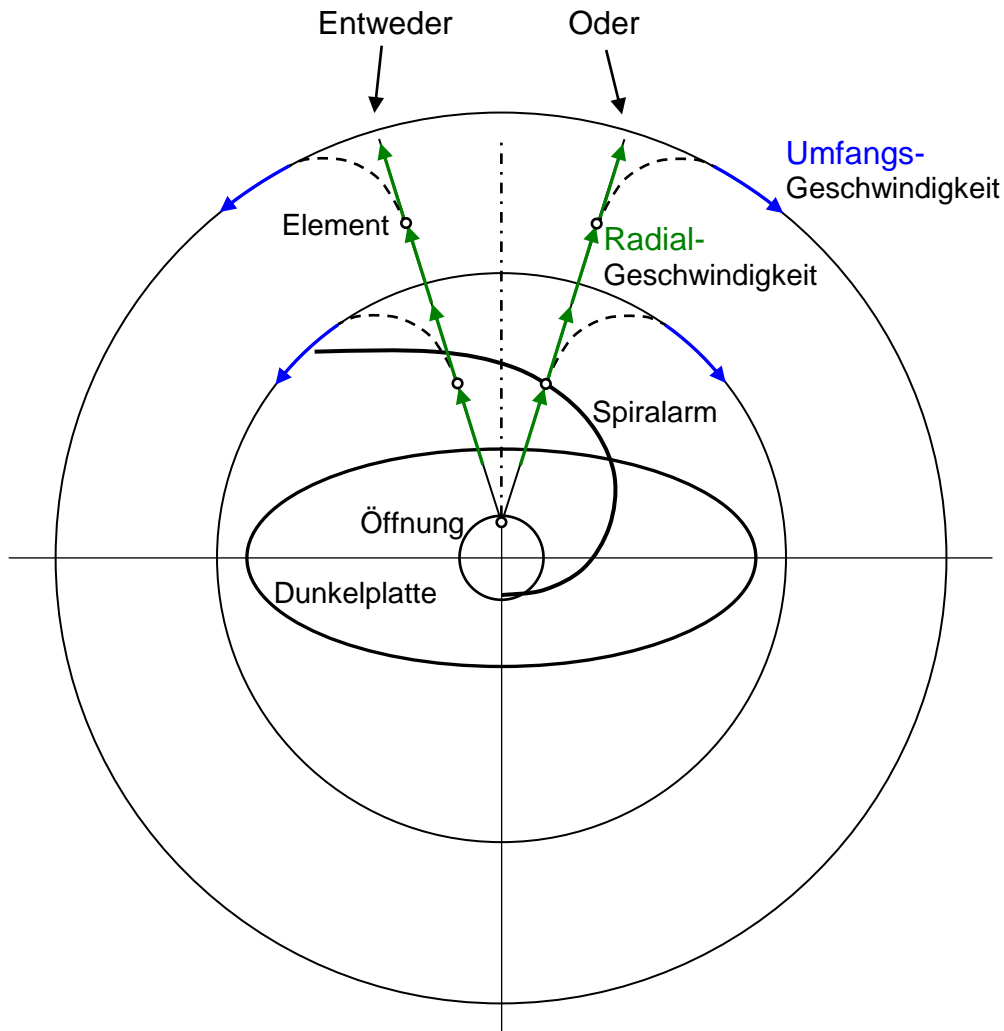 Entweder
Oder
Umfangs-
Geschwindigkeit
Element
Radial-
Geschwindigkeit
Spiralarm
Öffnung
Dunkelplatte